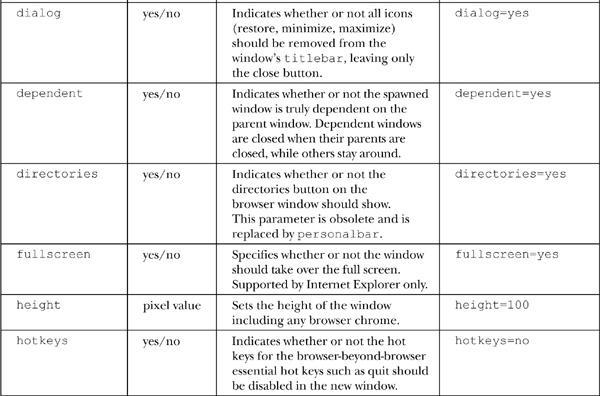 dialog yes/no Indicates whether or not all icons dialog=yes
(restore, minimize, maximize)
should be removed from the
window's titlebar, leaving only
the close button.
dependent yes/no Indicates whether or not the spawned dependent=yes
window is truly dependent on the
parent window. Dependent windows
are closed when their parents are
closed, while others stay around.
directories yes/no Indicates whether or not the directories=yes
directories button on the
browser window should show.
This parameter is obsolete and is
replaced by personalbar.
fullscreen yes/no Specifies whether or not the window fullscreen=yes
should take over the full screen.
Supported by Internet Explorer only.
height pixel value Sets the height of the window height=100
including any browser chrome.
hotkeys yes/no Indicates whether or not the hot hotkeys=no
keys for the browser-beyond-browser
essential hot keys such as quit should
be disabled in the new window.